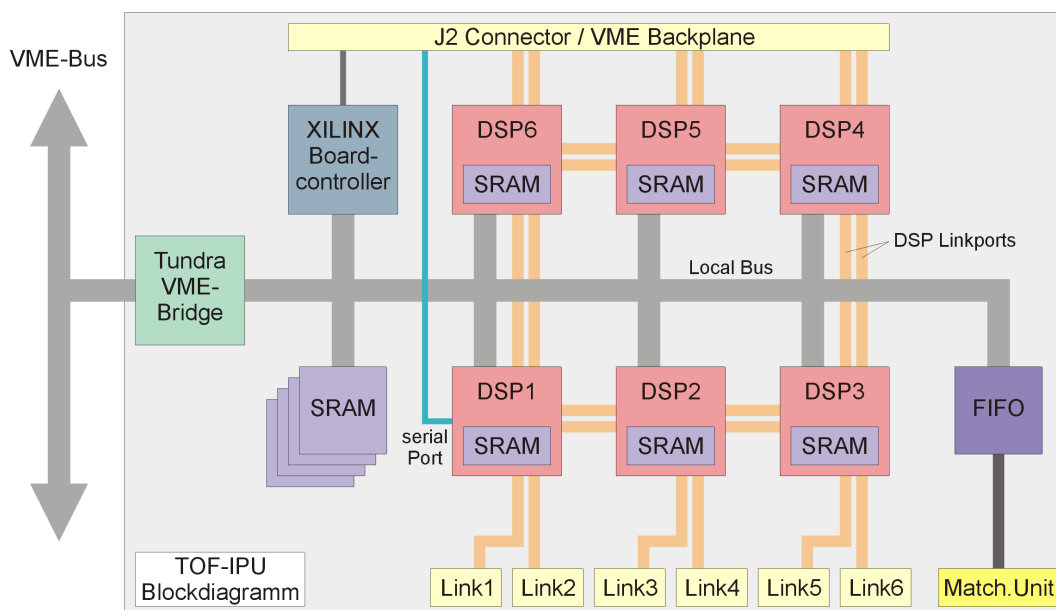 J2 Connector / VME Backplane
VME-Bus
XILINX
Board-
controller
DSP6
SRAM
DSP5
SRAM
DSP4
SRAM
DSP Linkports
Tundra
VME-
Bridge
Local Bus
SRAM
serial
Port
DSP1
SRAM
DSP2
SRAM
DSP3
SRAM
FIFO
TOF-IPU
Blockdiagramm
Link1
Link2
Link3
Link4
Link5
Link6
Match.Unit